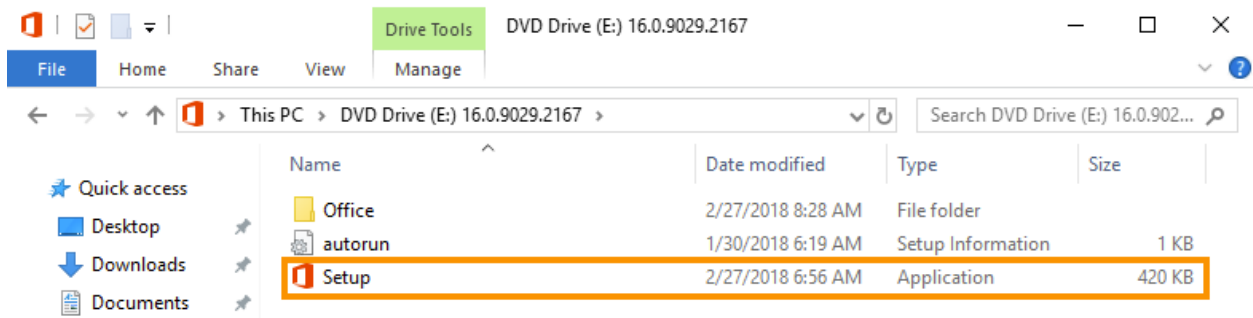 Drive Tools DVD Drive (E:) 16.0.9029.2167
File Home Share View Manage
This PC > DVD Drive (E:) 16.0.9029.2167 > Search DVD Drive (E:) 16.0.902...
Name Date modified Type Size
Quick access
Office 2/27/2018 8:28 AM File folder
Desktop
autorun 1/30/2018 6:19 AM Setup Information 1 KB
Downloads
Setup 2/27/2018 6:56 AM Application 420 KB
Documents